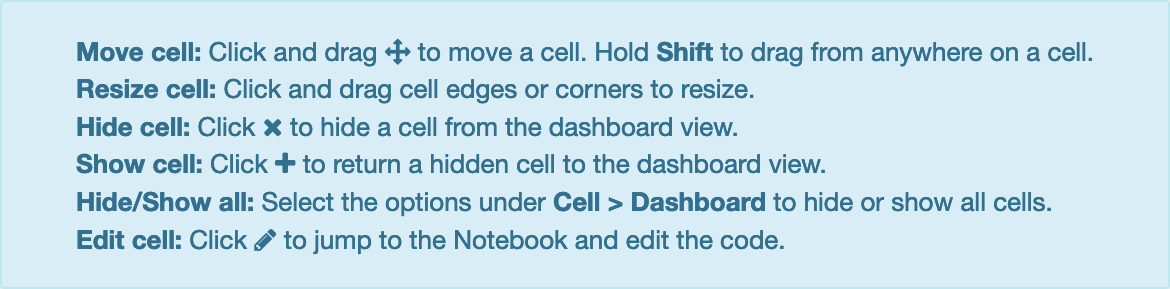 Move cell: Click and drag to move a cell. Hold Shift to drag from anywhere on a cell.
Resize cell: Click and drag cell edges or corners to resize.
Hide cell: Click ✖ to hide a cell from the dashboard view.
Show cell: Click ✚ to return a hidden cell to the dashboard view.
Hide/Show all: Select the options under Cell > Dashboard to hide or show all cells.
Edit cell: Click to jump to the Notebook and edit the code.